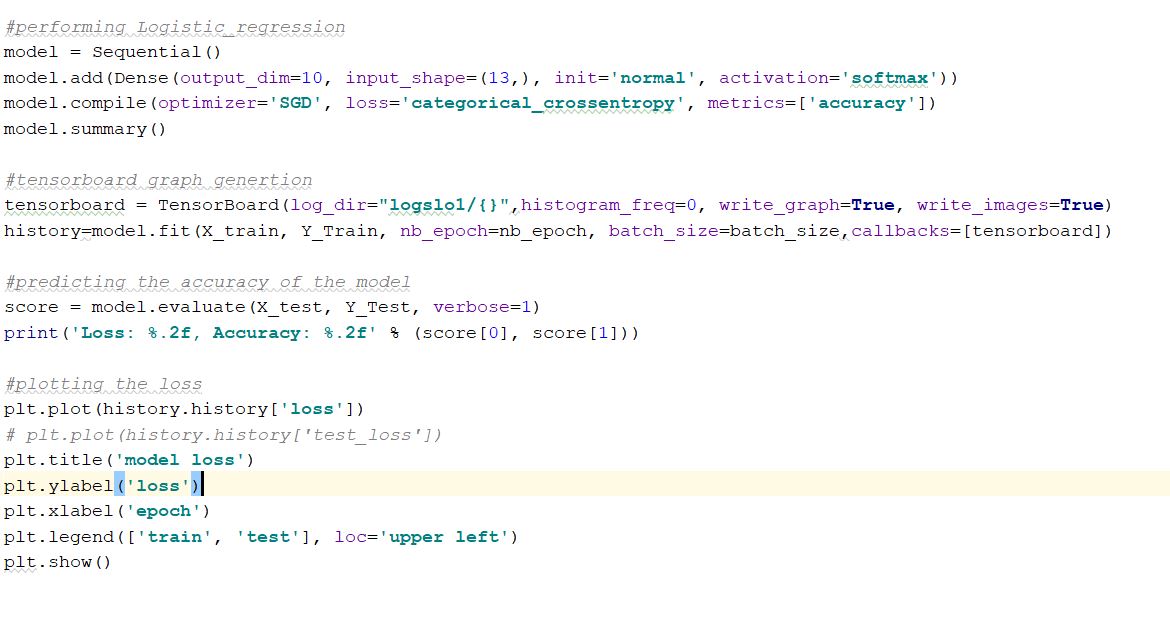 #performing Logistic_regression
model = Sequential()
model.add(Dense(output_dim=10, input_shape=(13,), init='normal', activation='softmax'))
model.compile(optimizer='SGD', loss='categorical_crossentropy', metrics=['accuracy'])
model.summary()
#tensorboard graph genertion
tensorboard = TensorBoard(log_dir="logslo1/{}",histogram_freq=0, write_graph=True, write_images=True)
history=model.fit(X_train, Y_Train, nb_epoch=nb_epoch, batch_size=batch_size,callbacks=[tensorboard])
#predicting the accuracy of the model
score = model.evaluate(X_test, Y_Test, verbose=1)
print('Loss: %.2f, Accuracy: %.2f' % (score[0], score[1]))
#plotting the loss
plt.plot(history.history['loss'])
# plt.plot(history.history['test_loss'])
plt.title('model loss')
plt.ylabel('loss')
plt.xlabel('epoch')
plt.legend(['train', 'test'], loc='upper left')
plt.show()